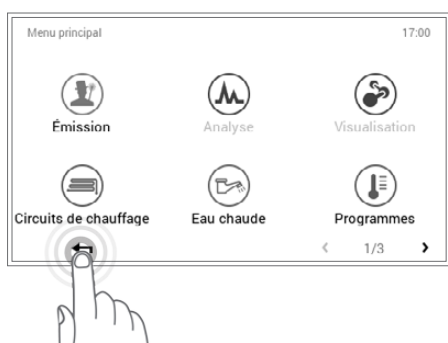 Menu principal 17:00
Émission Analyse Visualisation
Circuits de chauffage Eau chaude Programmes
< 1/3 >